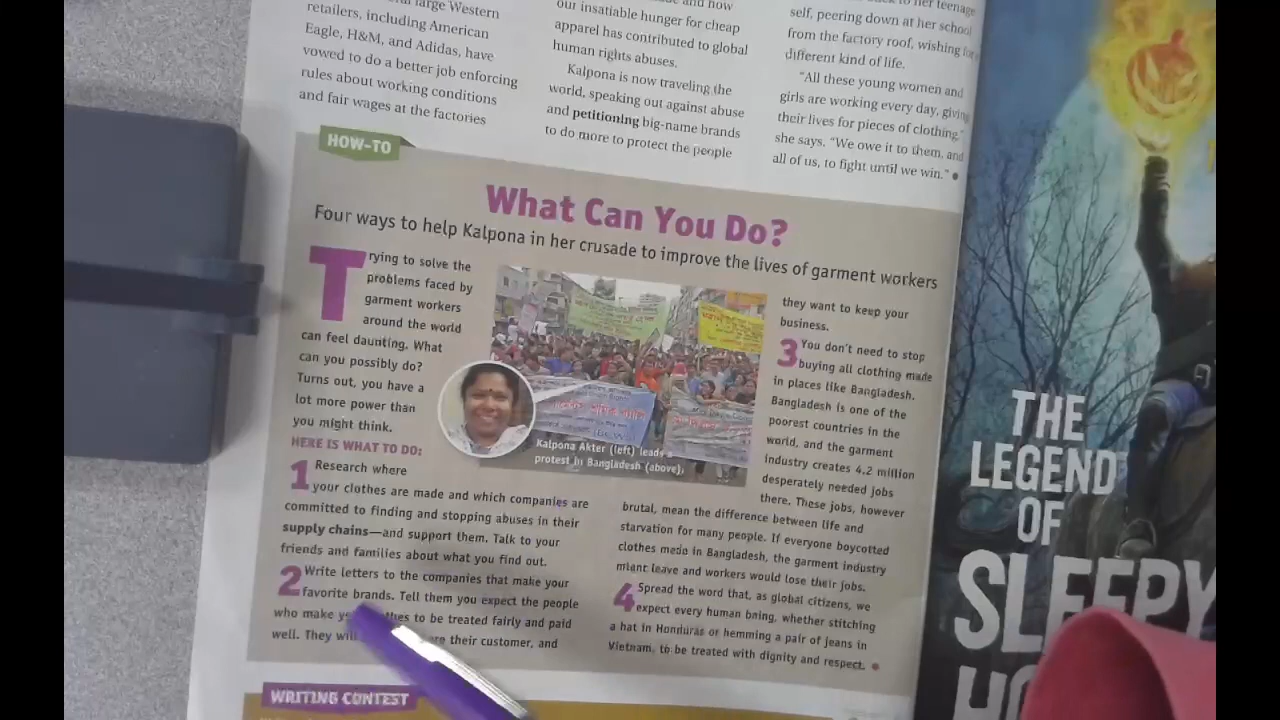 large Western
retailers, including American
Eagle, H&M, and Adidas, have
vowed to do a better job enforcing
rules about working conditions
and fair wages at the factories
and how
our insatiable hunger for cheap
apparel has contributed to global
human rights abuses.
Kalpona is now traveling the
world, speaking out against abuse
and petitioning big-name brands
to do more to protect the people
to her teenage
self, peering down at her school
from the factory roof, wishing for
different kind of life.
"All these young women and
girls are working every day, giving
their lives for pieces of clothing,"
she says. "We owe it to them, and
all of us, to fight until we win." •
HOW-TO
What Can You Do?
Four ways to help Kalpona in her crusade to improve the lives of garment workers
Trying to solve the
problems faced by
garment workers
around the world
can feel daunting. What
can you possibly do?
Turns out, you have a
lot more power than
you might think.
HERE IS WHAT TO DO:
1 Research where
your clothes are made and which companies are
committed to finding and stopping abuses in their
supply chains—and support them. Talk to your
friends and families about what you find out.
2 Write letters to the companies that make your
favorite brands. Tell them you expect the people
who make to be treated fairly and paid
well. They their customer, and
Kalpona Akter (left) leads a
protest in Bangladesh (above).
they want to keep your
business.
3 You don't need to stop
buying all clothing made
in places like Bangladesh.
Bangladesh is one of the
poorest countries in the
world, and the garment
industry creates 4.2 million
desperately needed jobs
there. These jobs, however
brutal, mean the difference between life and
starvation for many people. If everyone boycotted
clothes made in Bangladesh, the garment industry
might leave and workers would lose their jobs.
4 Spread the word that, as global citizens, we
expect every human being, whether stitching
a hat in Honduras or hemming a pair of jeans in
Vietnam, to be treated with dignity and respect. •
WRITING CONTEST
THE
LEGEND
OF
SLEEPY